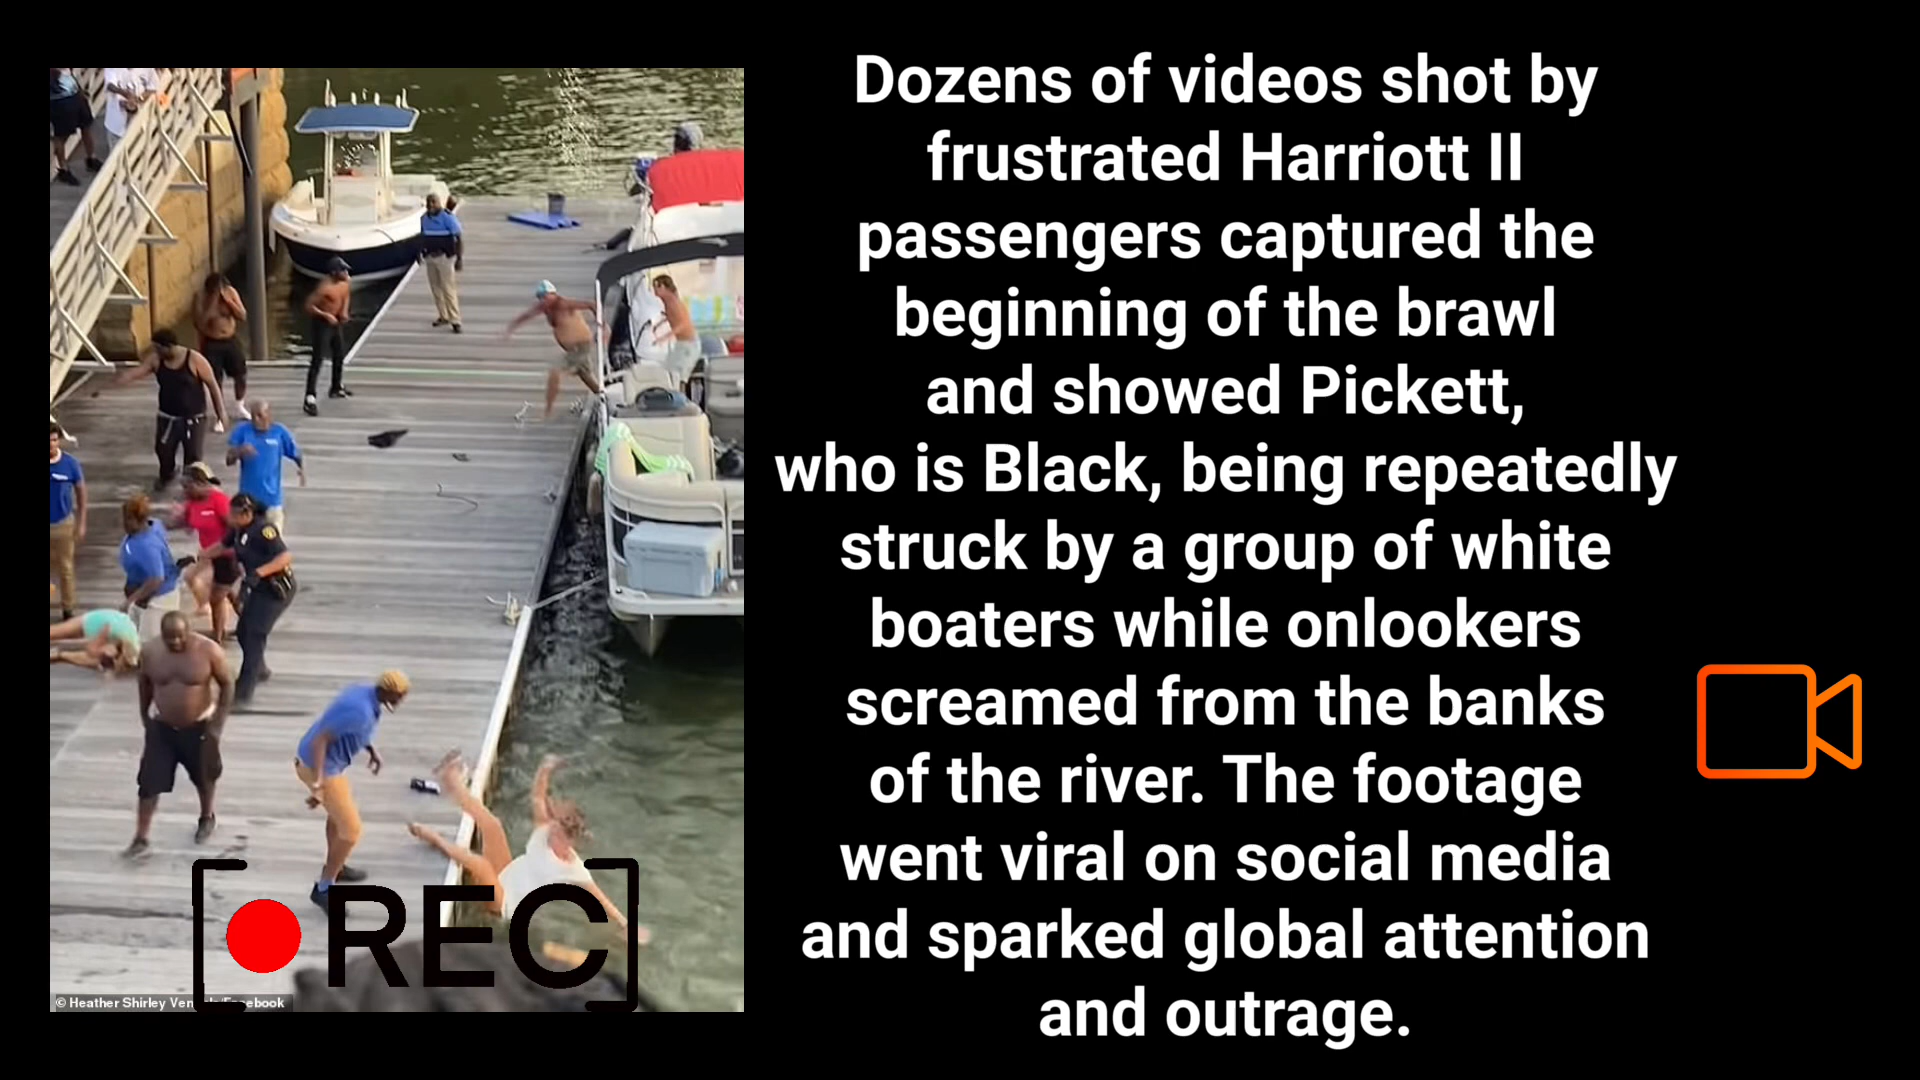 Dozens of videos shot by
frustrated Harriott II
passengers captured the
beginning of the brawl
and showed Pickett,
who is Black, being repeatedly
struck by a group of white
boaters while onlookers
screamed from the banks
of the river. The footage
went viral on social media
and sparked global attention
and outrage.
REC
© Heather Shirley